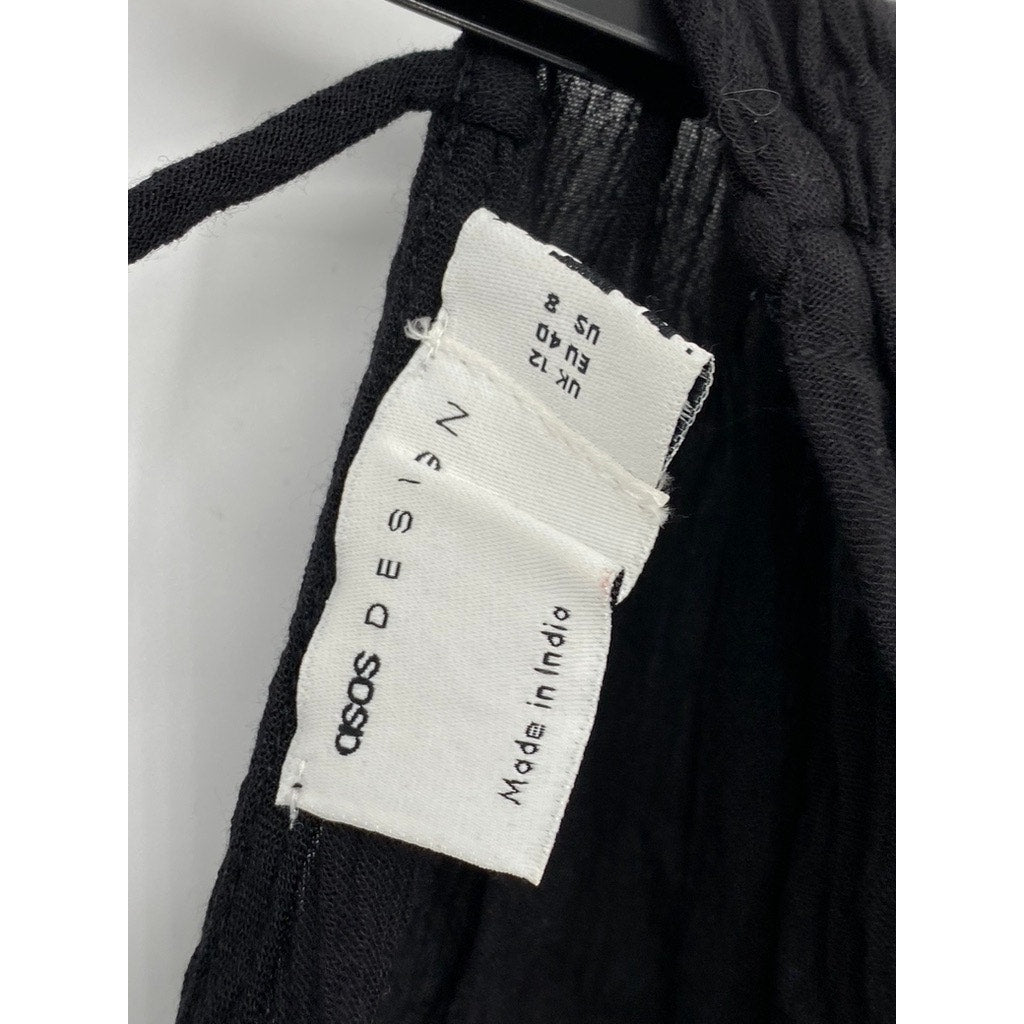 asos DESIGN
Made in India
UK 12
EU 40
US 8